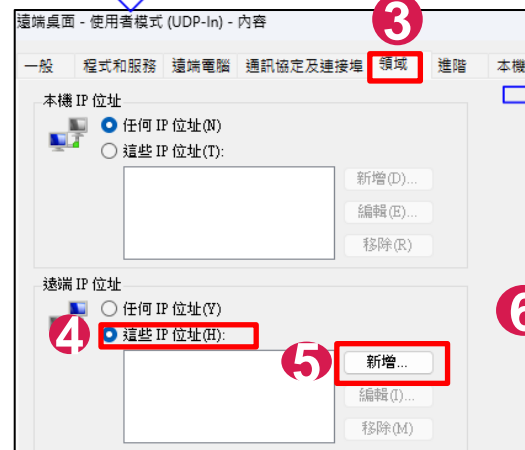 遠端桌面 - 使用者模式 (UDP-In) - 內容
3
一般 程式和服務 遠端電腦 通訊協定及連接埠 領域 進階 本機
本機 IP 位址
任何 IP 位址(N)
這些 IP 位址(T):
新增(D)...
編輯(E)...
移除(R)
遠端 IP 位址
任何 IP 位址(Y)
4 這些 IP 位址(H):
5 新增...
6
編輯(I)...
移除(M)